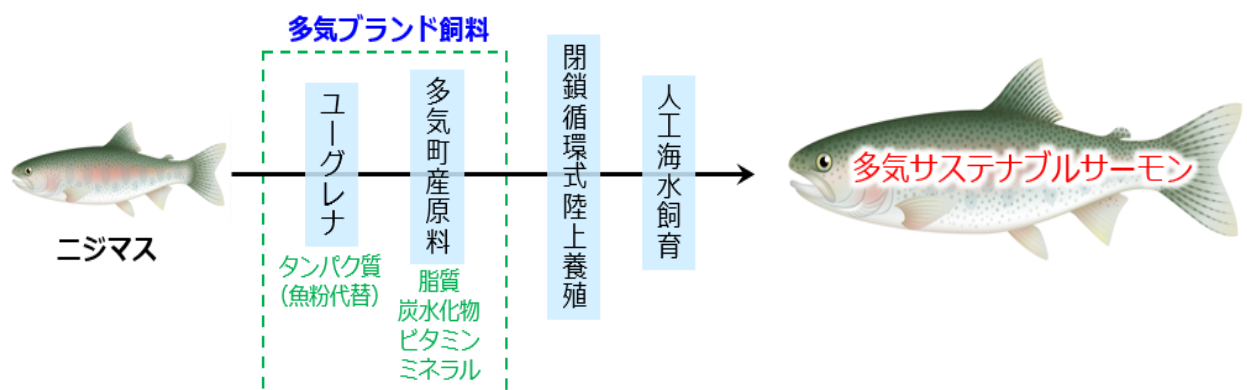 多気ブランド飼料
ニジマス
ユーグレナ
タンパク質
(魚粉代替)
多気町産原料
脂質
炭水化物
ビタミン
ミネラル
閉鎖循環式陸上養殖
人工海水飼育
多気サステナブルサーモン